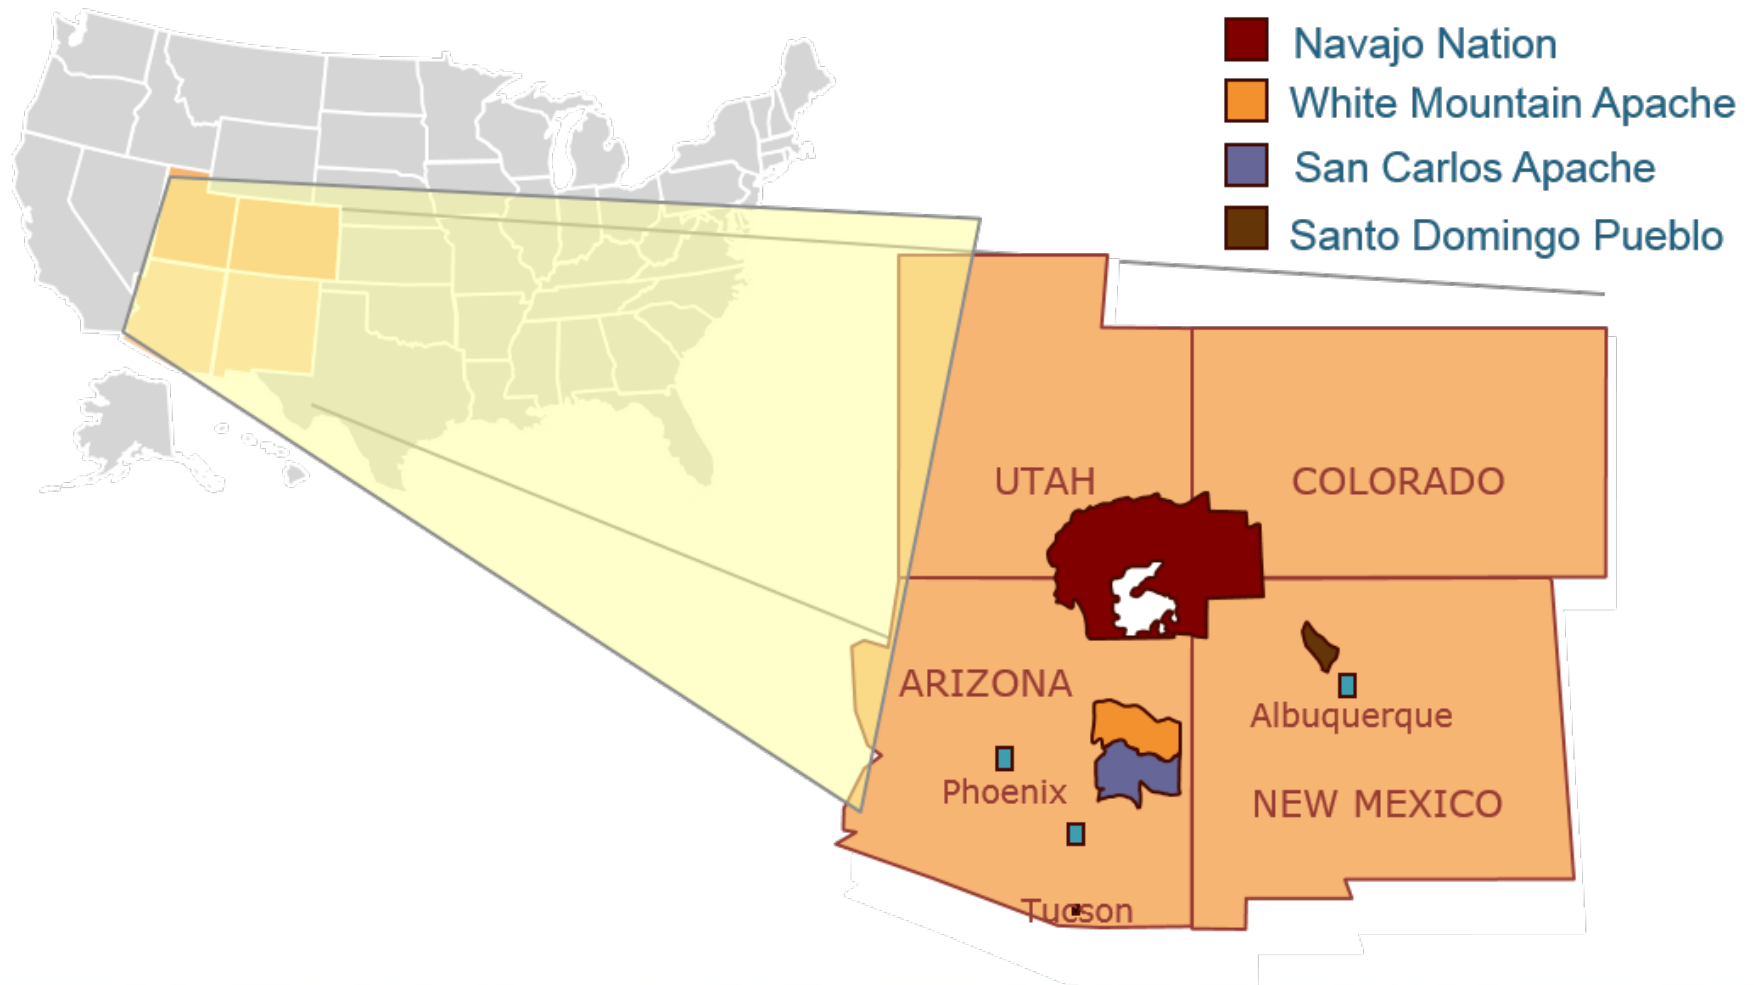 Navajo Nation
White Mountain Apache
San Carlos Apache
Santo Domingo Pueblo
UTAH
COLORADO
ARIZONA
Albuquerque
Phoenix
NEW MEXICO
Tucson